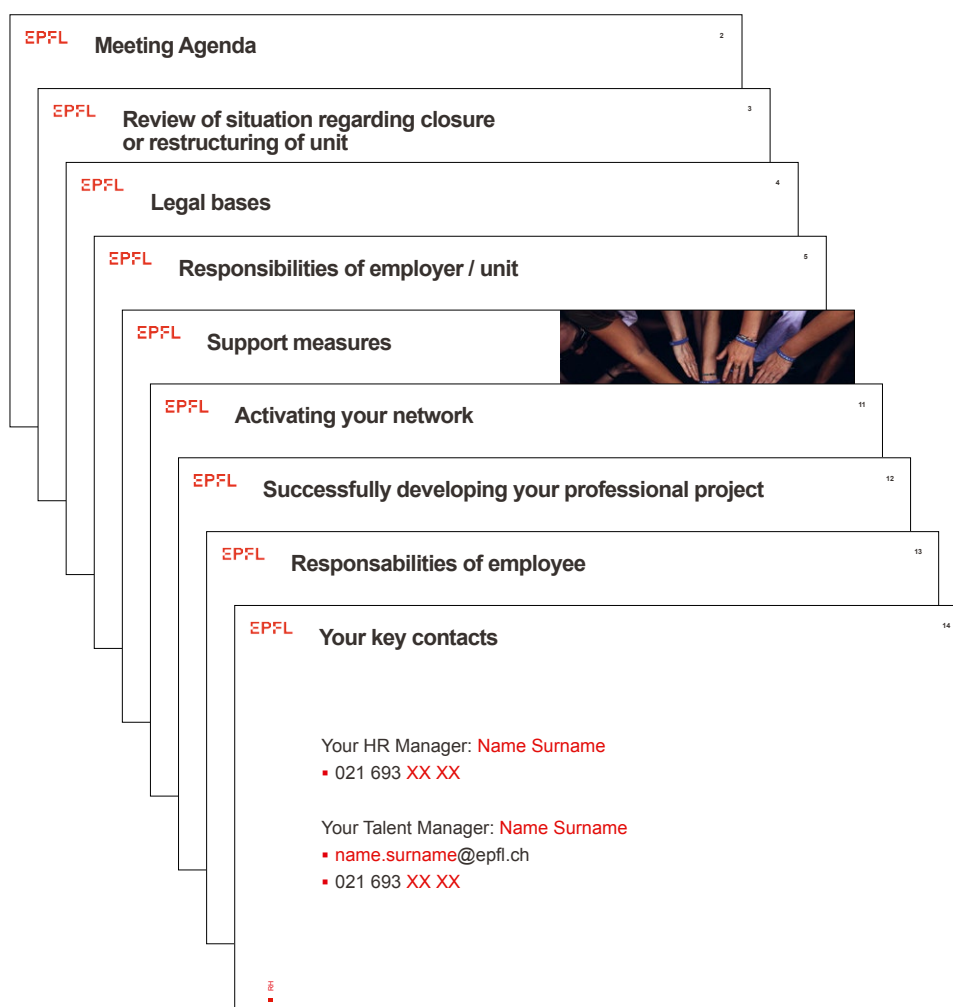 EPFL
Meeting Agenda
2
EPFL
Review of situation regarding closure
or restructuring of unit
3
EPFL
Legal bases
4
EPFL
Responsibilities of employer / unit
5
EPFL
Support measures
EPFL
Activating your network
11
EPFL
Successfully developing your professional project
12
EPFL
Responsabilities of employee
13
EPFL
Your key contacts
14
Your HR Manager: Name Surname
▪ 021 693 XX XX
Your Talent Manager: Name Surname
▪ name.surname@epfl.ch
▪ 021 693 XX XX
RH